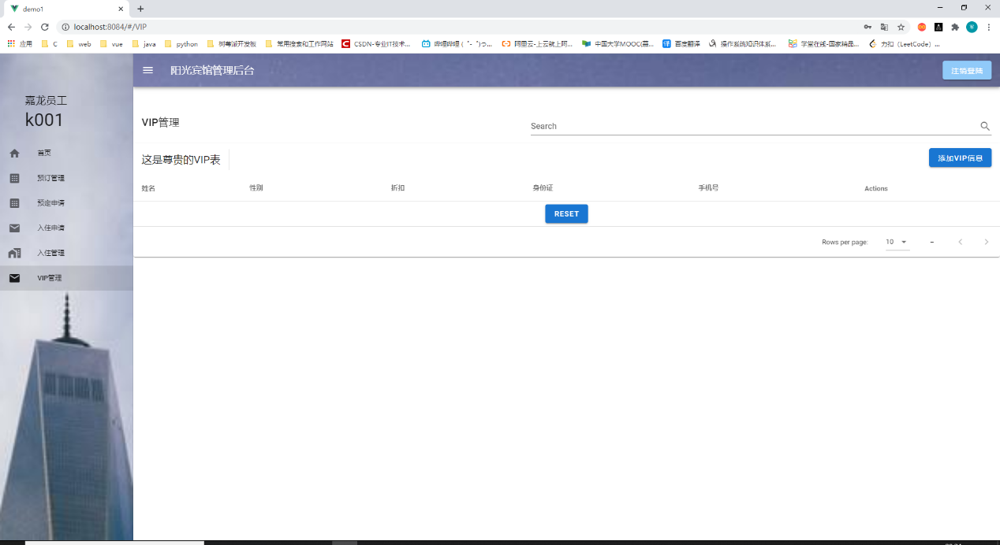 demo1
localhost:8084/#/VIP
应用 C web vue java python 树莓派开发板 常用搜索和工作网站 CSDN-专业IT技术... 哔哩哔哩 (゜-゜)つ... 阿里云-上云就上阿... 中国大学MOOC(慕... 百度翻译 操作系统知识体系... 学堂在线-国家精品... 力扣（LeetCode）...
阳光宾馆管理后台 注销登陆
嘉龙员工
k001
首页
预订管理
预定申请
入住申请
入住管理
VIP管理
VIP管理 Search
这是尊贵的VIP表 添加VIP信息
姓名 性别 折扣 身份证 手机号 Actions
RESET
Rows per page: 10 –